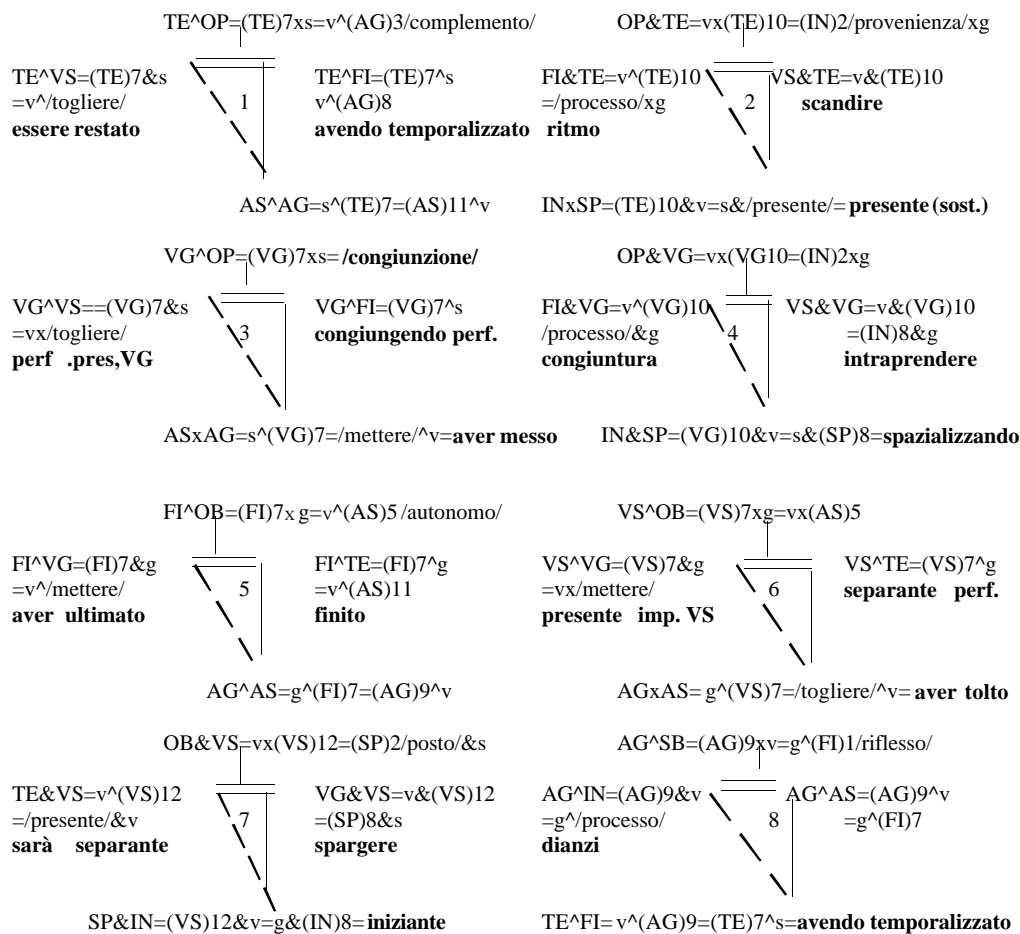 TE^OP=(TE)7xs=v^(AG)3/complemento/
TE^VS=(TE)7&s
=v^/togliere/
essere restato
1
TE^FI=(TE)7^s
v^(AG)8
avendo temporalizzato
AS^AG=s^(TE)7=(AS)11^v
OP&TE=vx(TE)10=(IN)2/provenienza/xg
FI&TE=v^(TE)10
=/processo/xg
ritmo
2
VS&TE=v&(TE)10
scandire
INxSP=(TE)10&v=s&/presente/=presente (sost.)
VG^OP=(VG)7xs=/congiunzione/
VG^VS==(VG)7&s
=vx/togliere/
perf .pres,VG
3
VG^FI=(VG)7^s
congiungendo perf.
ASxAG=s^(VG)7=/mettere/^v=aver messo
OP&VG=vx(VG10=(IN)2xg
FI&VG=v^(VG)10
/processo/&g
congiuntura
4
VS&VG=v&(VG)10
=(IN)8&g
intraprendere
IN&SP=(VG)10&v=s&(SP)8=spazializzando
FI^OB=(FI)7x g=v^(AS)5 /autonomo/
FI^VG=(FI)7&g
=v^/mettere/
aver ultimato
5
FI^TE=(FI)7^g
=v^(AS)11
finito
AG^AS=g^(FI)7=(AG)9^v
VS^OB=(VS)7xg=vx(AS)5
VS^VG=(VS)7&g
=vx/mettere/
presente imp. VS
6
VS^TE=(VS)7^g
separante perf.
AGxAS= g^(VS)7=/togliere/^v= aver tolto
OB&VS=vx(VS)12=(SP)2/posto/&s
TE&VS=v^(VS)12
=/presente/&v
sarà separante
7
VG&VS=v&(VS)12
=(SP)8&s
spargere
SP&IN=(VS)12&v=g&(IN)8= iniziante
AG^SB=(AG)9xv=g^(FI)1/riflesso/
AG^IN=(AG)9&v
=g^/processo/
dianzi
8
AG^AS=(AG)9^v
=g^(FI)7
TE^FI= v^(AG)9=(TE)7^s=avendo temporalizzato